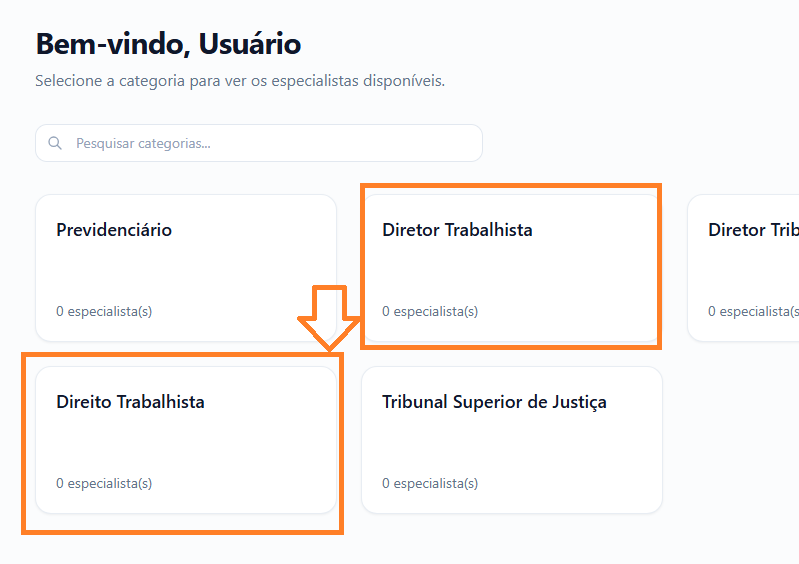 Bem-vindo, Usuário
Selecione a categoria para ver os especialistas disponíveis.
Pesquisar categorias...
Previdenciário
0 especialista(s)
Diretor Trabalhista
0 especialista(s)
Diretor Trib
0 especialista(s)
Direito Trabalhista
0 especialista(s)
Tribunal Superior de Justiça
0 especialista(s)